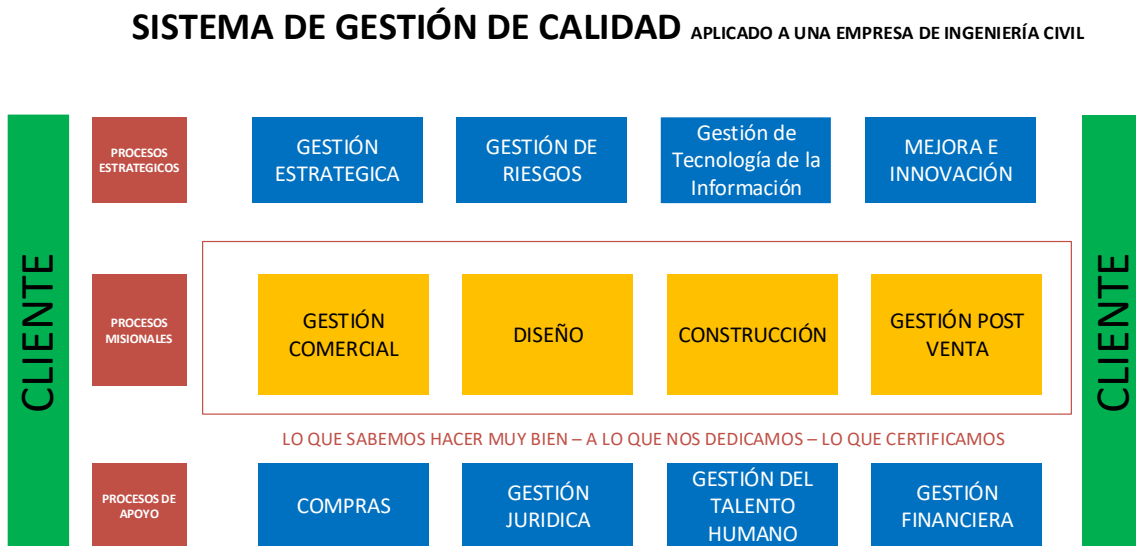 SISTEMA DE GESTIÓN DE CALIDAD APLICADO A UNA EMPRESA DE INGENIERÍA CIVIL
CLIENTE
PROCESOS
ESTRATEGICOS
GESTIÓN
ESTRATEGICA
GESTIÓN DE
RIESGOS
Gestión de
Tecnología de la
Información
MEJORA E
INNOVACIÓN
CLIENTE
PROCESOS
MISIONALES
GESTIÓN
COMERCIAL
DISEÑO
CONSTRUCCIÓN
GESTIÓN POST
VENTA
LO QUE SABEMOS HACER MUY BIEN – A LO QUE NOS DEDICAMOS – LO QUE CERTIFICAMOS
PROCESOS DE
APOYO
COMPRAS
GESTIÓN
JURIDICA
GESTIÓN DEL
TALENTO
HUMANO
GESTIÓN
FINANCIERA